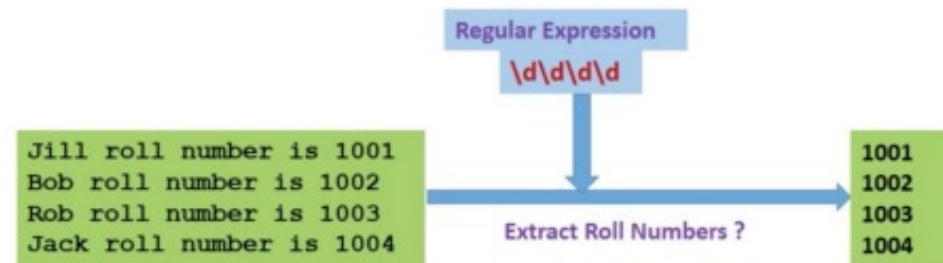 Regular Expression
\d\d\d\d
Jill roll number is 1001
Bob roll number is 1002
Rob roll number is 1003
Jack roll number is 1004
Extract Roll Numbers ?
1001
1002
1003
1004